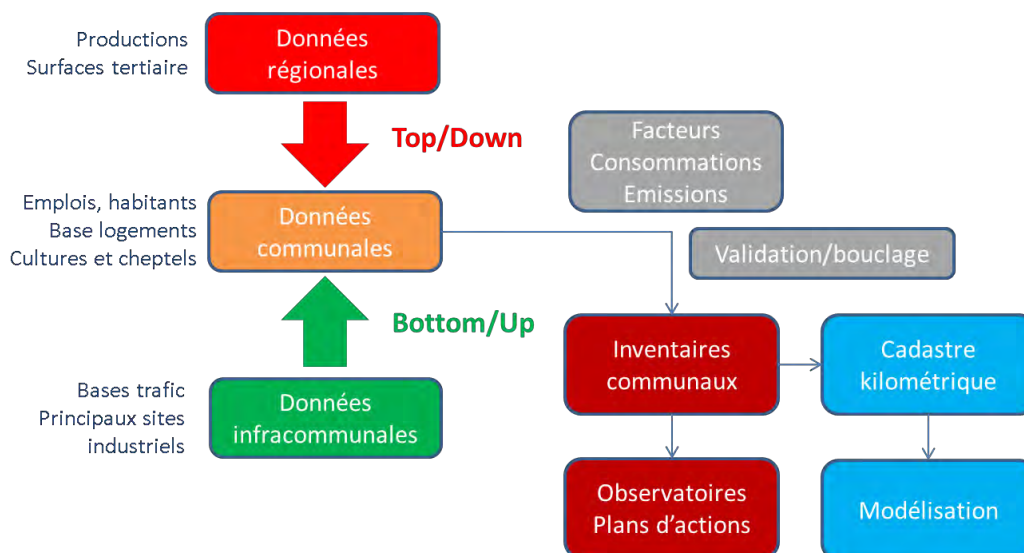 Productions
Surfaces tertiaire
Données
régionales
Top/Down
Facteurs
Consommations
Emissions
Emplois, habitants
Base logements
Cultures et cheptels
Données
communales
Validation/bouclage
Bottom/Up
Inventaires
communaux
Cadastre
kilométrique
Bases trafic
Principaux sites
industriels
Données
infracommunales
Observatoires
Plans d'actions
Modélisation